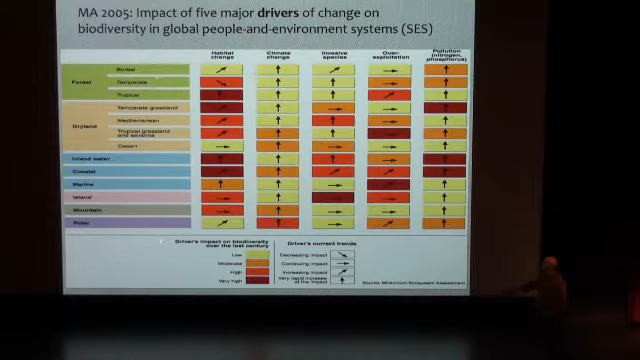 MA 2005: Impact of five major drivers of change on
biodiversity in global people-and-environment systems (SES)
Habitat change
Climate change
Invasive species
Over-exploitation
Pollution (nitrogen, phosphorus)
Forest
Boreal
Temperate
Tropical
Dryland
Temperate grassland
Mediterranean
Tropical grassland and savanna
Desert
Inland water
Coastal
Marine
Island
Mountain
Polar
Driver's impact on biodiversity
over the last century
Low
Moderate
High
Very high
Driver's current trends
Decreasing impact
Continuing impact
Increasing impact
Very rapid increase
of the impact
Source: Millennium Ecosystem Assessment